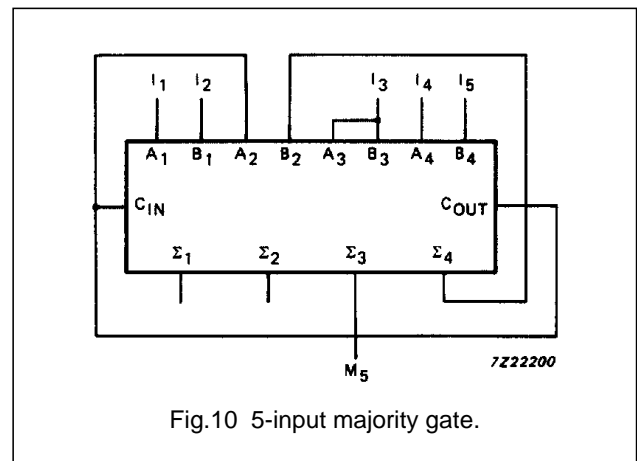 I1 I2 I3 I4 I5
A1 B1 A2 B2 A3 B3 A4 B4
CIN COUT
Σ1 Σ2 Σ3 Σ4
7Z22200
M5
Fig.10 5-input majority gate.